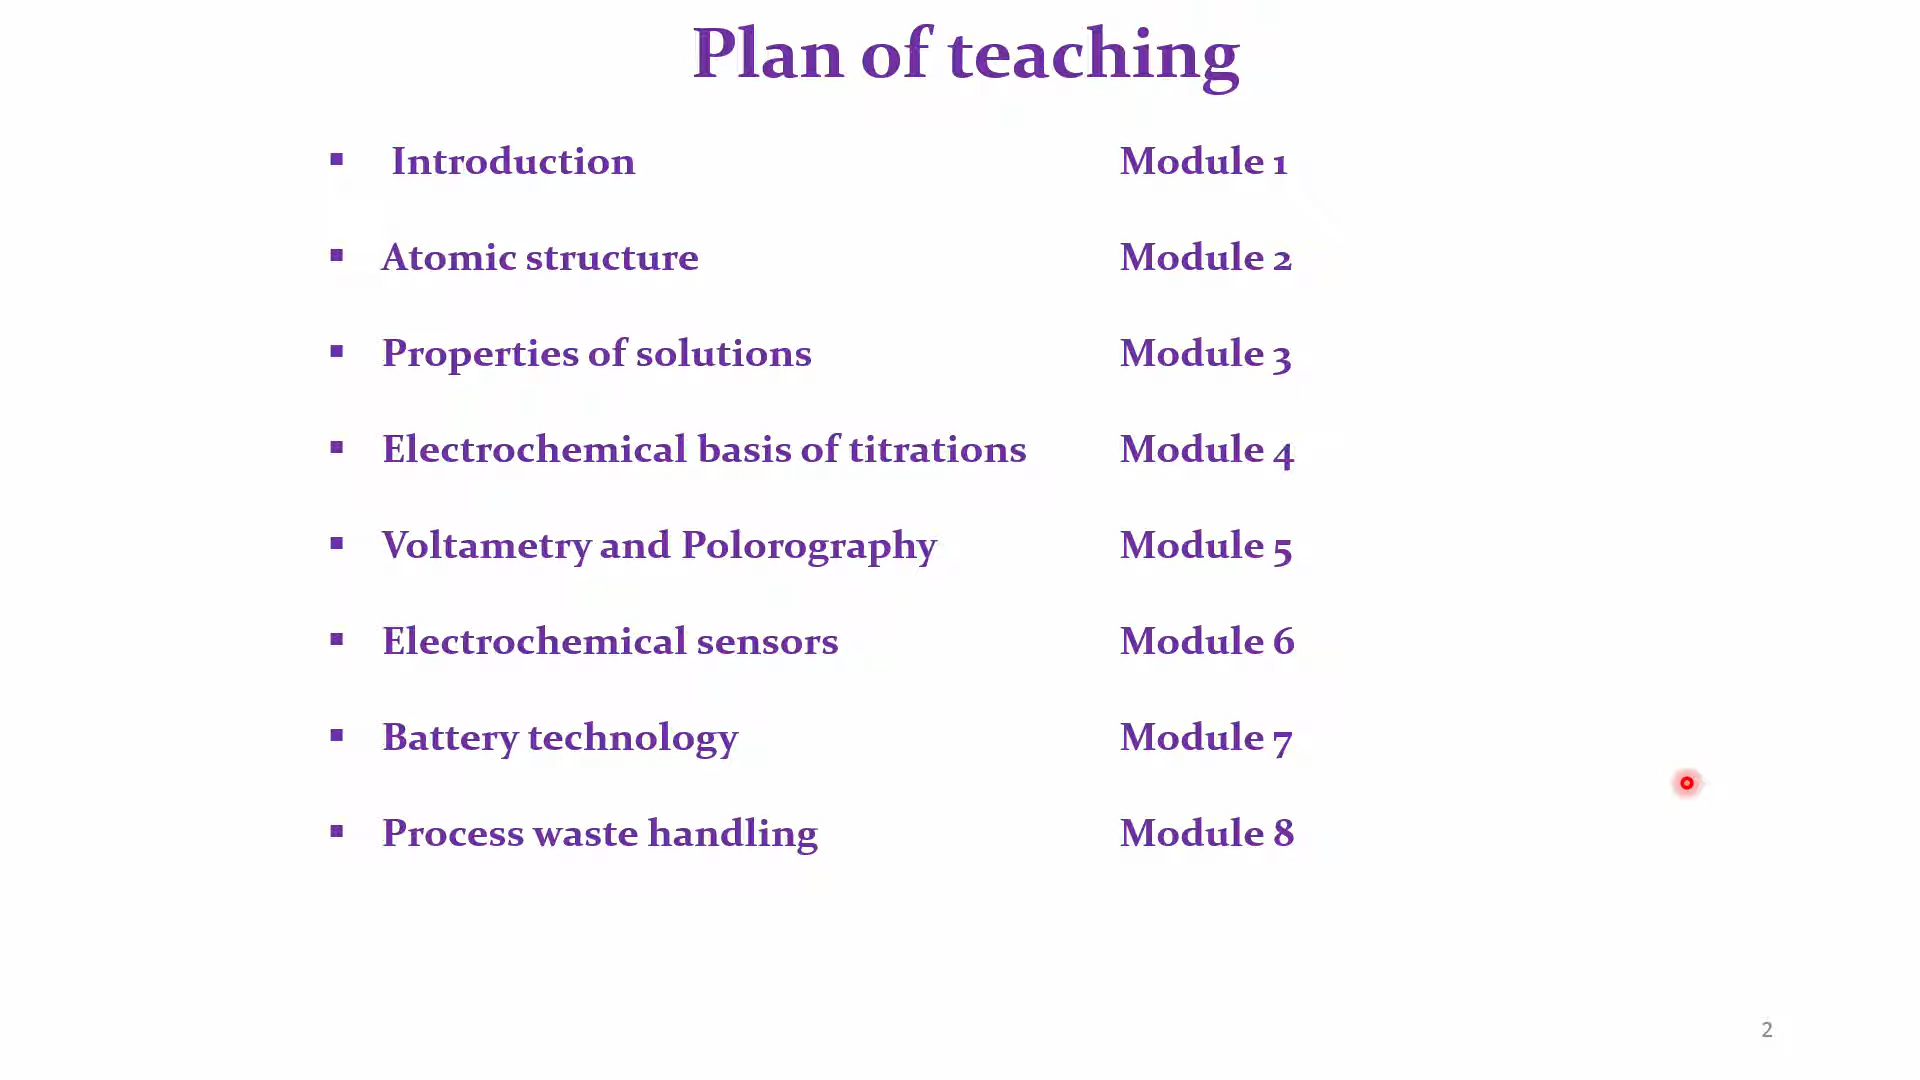 Plan of teaching
▪ Introduction Module 1
▪ Atomic structure Module 2
▪ Properties of solutions Module 3
▪ Electrochemical basis of titrations Module 4
▪ Voltametry and Polorography Module 5
▪ Electrochemical sensors Module 6
▪ Battery technology Module 7
▪ Process waste handling Module 8
2